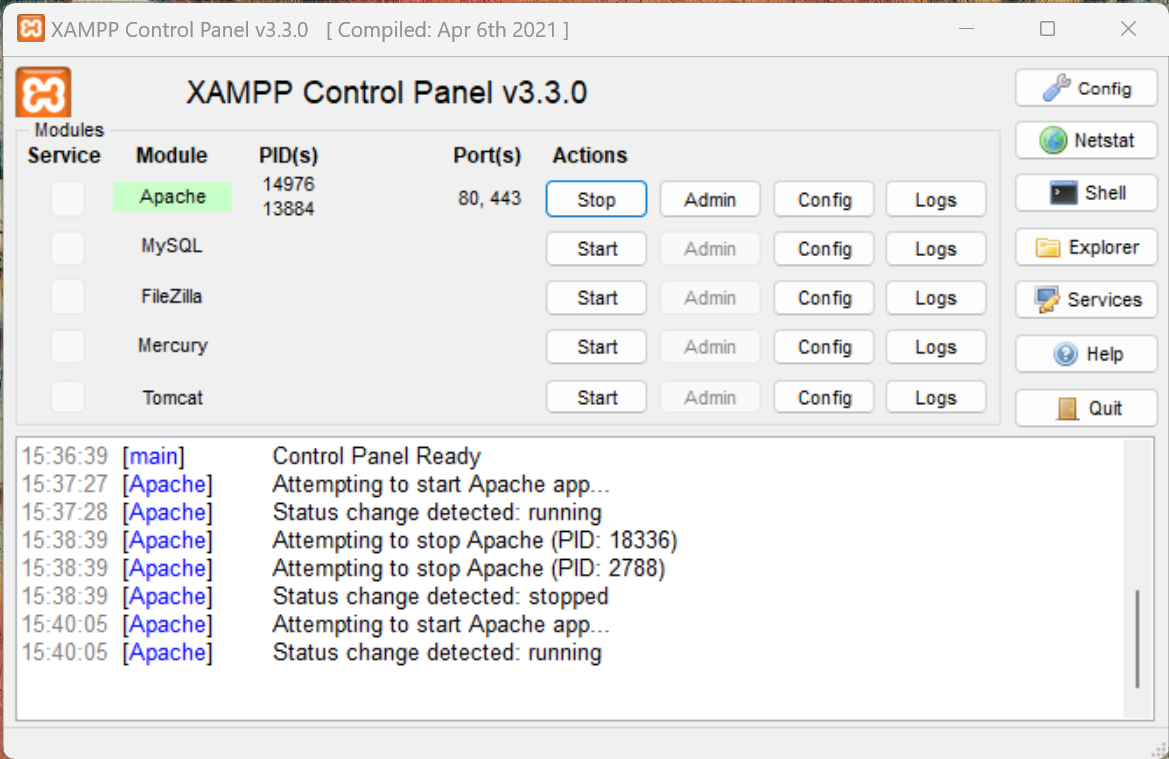 XAMPP Control Panel v3.3.0 [ Compiled: Apr 6th 2021 ]
XAMPP Control Panel v3.3.0
Config
Modules
Service Module PID(s) Port(s) Actions
Netstat
Apache 14976 13884 80, 443 Stop Admin Config Logs
Shell
MySQL Start Admin Config Logs
Explorer
FileZilla Start Admin Config Logs
Services
Mercury Start Admin Config Logs
Help
Tomcat Start Admin Config Logs
Quit
15:36:39 [main] Control Panel Ready
15:37:27 [Apache] Attempting to start Apache app...
15:37:28 [Apache] Status change detected: running
15:38:39 [Apache] Attempting to stop Apache (PID: 18336)
15:38:39 [Apache] Attempting to stop Apache (PID: 2788)
15:38:39 [Apache] Status change detected: stopped
15:40:05 [Apache] Attempting to start Apache app...
15:40:05 [Apache] Status change detected: running